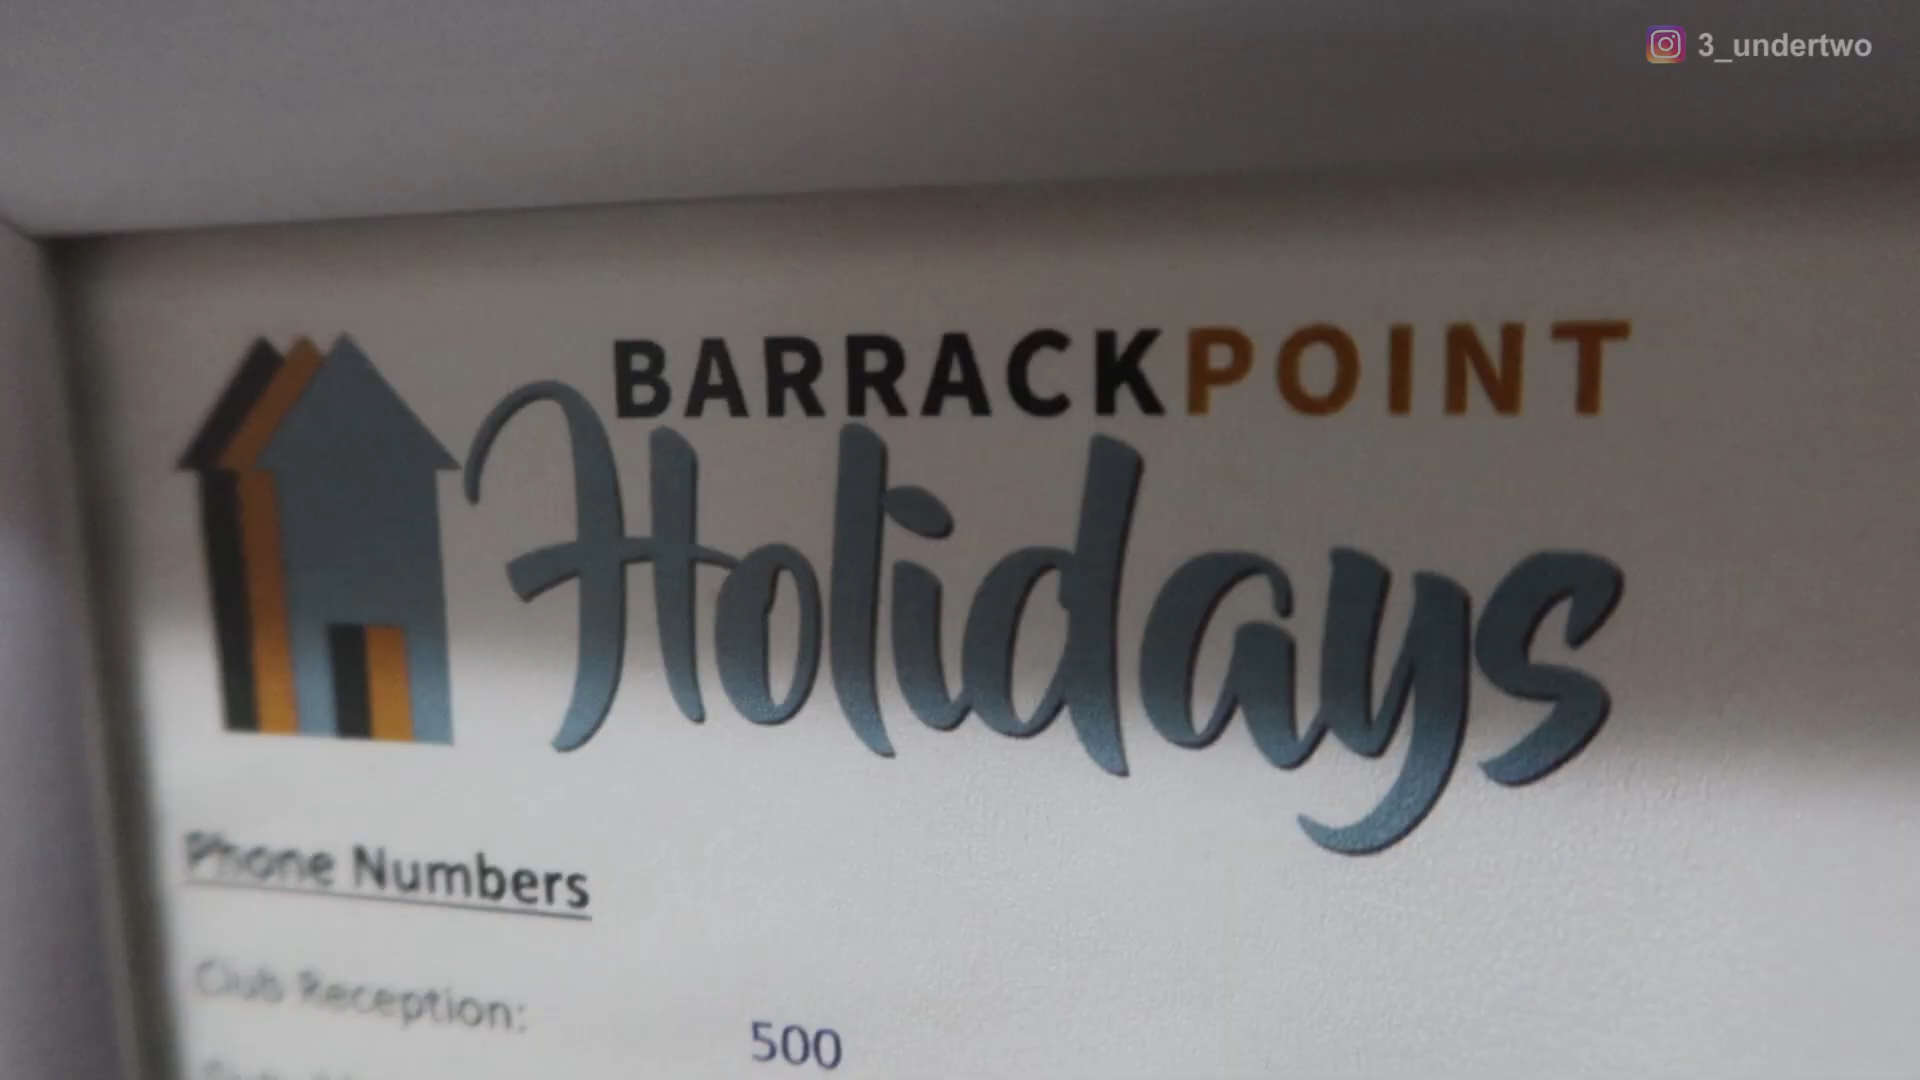 3_undertwo
BARRACKPOINT
Holidays
Phone Numbers
Club Reception:
500